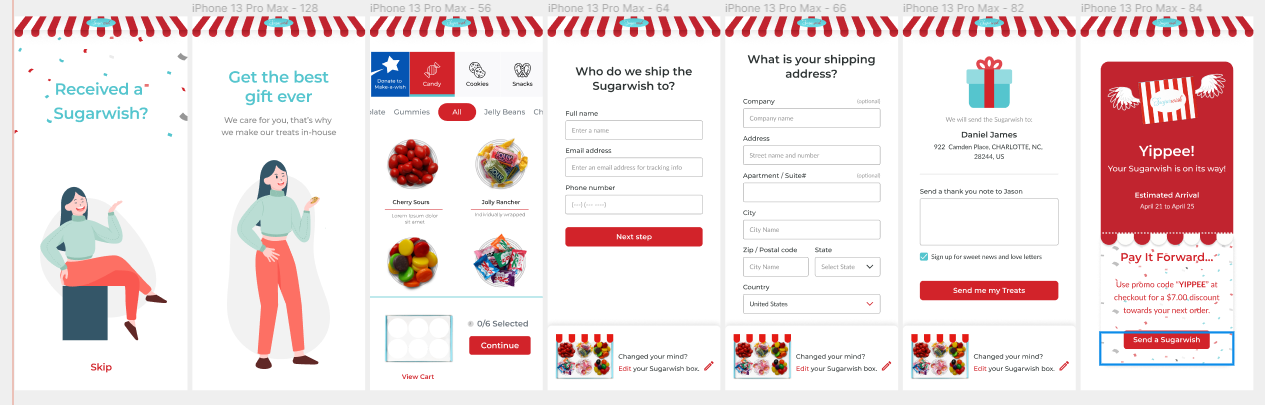 iPhone 13 Pro Max - 128
iPhone 13 Pro Max - 56
iPhone 13 Pro Max - 64
iPhone 13 Pro Max - 66
iPhone 13 Pro Max - 82
iPhone 13 Pro Max - 84
Received a
Sugarwish?
Skip
Get the best
gift ever
We care for you, that's why
we make our treats in-house
Donate to
Make-a-wish
Candy
Cookies
Snacks
olate Gummies All Jelly Beans Ch
Cherry Sours
Lorem ipsum dolor
sit amet
Jolly Rancher
Individually wrapped
0/6 Selected
Continue
View Cart
Who do we ship the
Sugarwish to?
Full name
Enter a name
Email address
Enter an email address for tracking info
Phone number
(---) (--- ----)
Next step
Changed your mind?
Edit your Sugarwish box.
What is your shipping
address?
Company (optional)
Company name
Address
Street name and number
Apartment / Suite# (optional)
City
City Name
Zip / Postal code State
City Name Select State
Country
United States
Changed your mind?
Edit your Sugarwish box.
We will send the Sugarwish to:
Daniel James
922 Camden Place, CHARLOTTE, NC,
28244, US
Send a thank you note to Jason
Sign up for sweet news and love letters
Send me my Treats
Changed your mind?
Edit your Sugarwish box.
Sugarwish
Yippee!
Your Sugarwish is on its way!
Estimated Arrival
April 21 to April 25
Pay It Forward...
Use promo code "YIPPEE" at
checkout for a $7.00 discount
towards your next order.
Send a Sugarwish